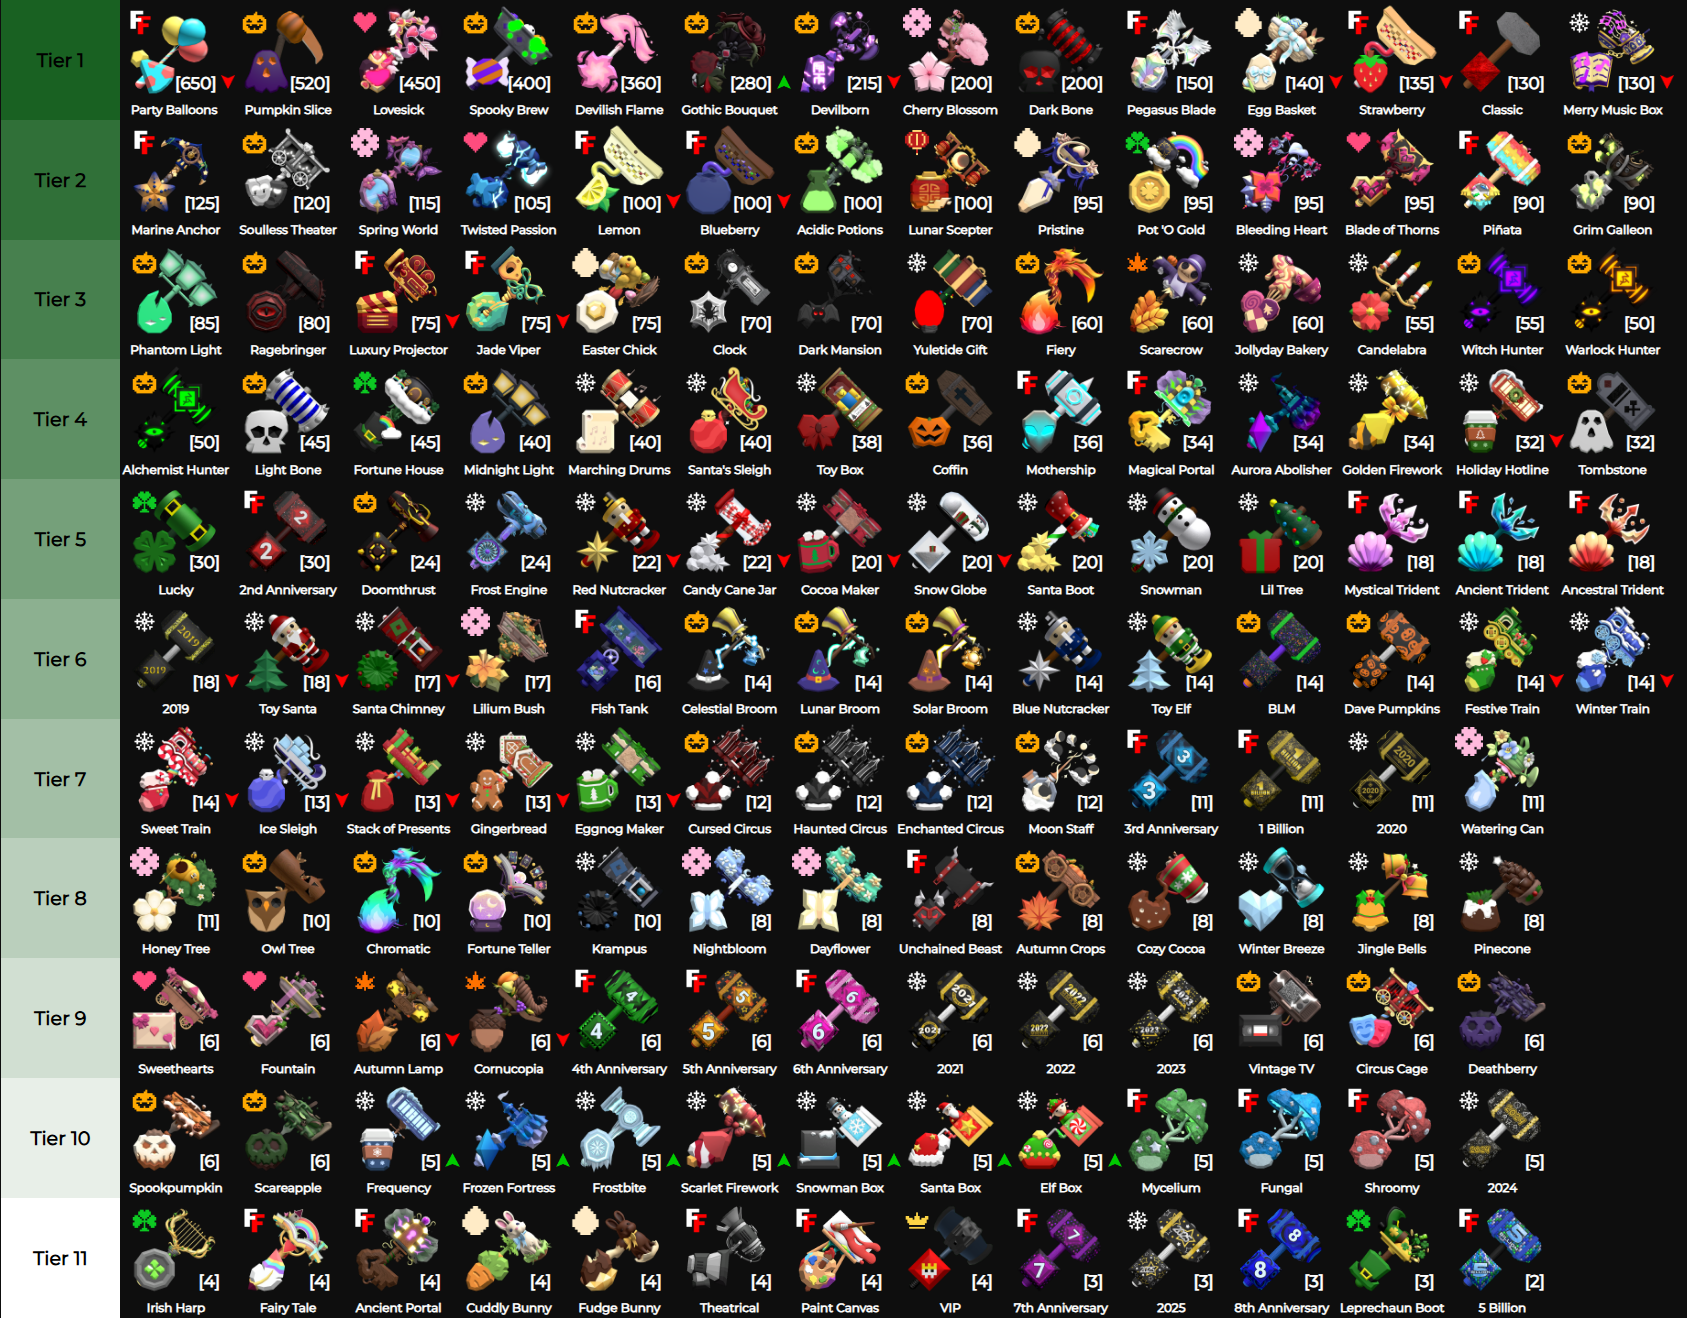 Tier 1
[650] [520] [450] [400] [360] [280] [215] [200] [200] [150] [140] [135] [130] [130]
Party Balloons Pumpkin Slice Lovesick Spooky Brew Devilish Flame Gothic Bouquet Devilborn Cherry Blossom Dark Bone Pegasus Blade Egg Basket Strawberry Classic Merry Music Box
Tier 2
[125] [120] [115] [105] [100] [100] [100] [100] [95] [95] [95] [95] [90] [90]
Marine Anchor Soulless Theater Spring World Twisted Passion Lemon Blueberry Acidic Potions Lunar Scepter Pristine Pot 'O Gold Bleeding Heart Blade of Thorns Piñata Grim Galleon
Tier 3
[85] [80] [75] [75] [75] [70] [70] [70] [60] [60] [60] [55] [55] [50]
Phantom Light Ragebringer Luxury Projector Jade Viper Easter Chick Clock Dark Mansion Yuletide Gift Fiery Scarecrow Jollyday Bakery Candelabra Witch Hunter Warlock Hunter
Tier 4
[50] [45] [45] [40] [40] [40] [38] [36] [36] [34] [34] [34] [32] [32]
Alchemist Hunter Light Bone Fortune House Midnight Light Marching Drums Santa's Sleigh Toy Box Coffin Mothership Magical Portal Aurora Abolisher Golden Firework Holiday Hotline Tombstone
Tier 5
[30] [30] [24] [24] [22] [22] [20] [20] [20] [20] [20] [18] [18] [18]
Lucky 2nd Anniversary Doomthrust Frost Engine Red Nutcracker Candy Cane Jar Cocoa Maker Snow Globe Santa Boot Snowman Lil Tree Mystical Trident Ancient Trident Ancestral Trident
Tier 6
[18] [18] [17] [17] [16] [14] [14] [14] [14] [14] [14] [14] [14] [14]
2019 Toy Santa Santa Chimney Lilium Bush Fish Tank Celestial Broom Lunar Broom Solar Broom Blue Nutcracker Toy Elf BLM Dave Pumpkins Festive Train Winter Train
Tier 7
[14] [13] [13] [13] [13] [12] [12] [12] [12] [11] [11] [11] [11]
Sweet Train Ice Sleigh Stack of Presents Gingerbread Eggnog Maker Cursed Circus Haunted Circus Enchanted Circus Moon Staff 3rd Anniversary 1 Billion 2020 Watering Can
Tier 8
[11] [10] [10] [10] [10] [8] [8] [8] [8] [8] [8] [8] [8]
Honey Tree Owl Tree Chromatic Fortune Teller Krampus Nightbloom Dayflower Unchained Beast Autumn Crops Cozy Cocoa Winter Breeze Jingle Bells Pinecone
Tier 9
[6] [6] [6] [6] [6] [6] [6] [6] [6] [6] [6] [6] [6]
Sweethearts Fountain Autumn Lamp Cornucopia 4th Anniversary 5th Anniversary 6th Anniversary 2021 2022 2023 Vintage TV Circus Cage Deathberry
Tier 10
[6] [6] [5] [5] [5] [5] [5] [5] [5] [5] [5] [5] [5]
Spookpumpkin Scareapple Frequency Frozen Fortress Frostbite Scarlet Firework Snowman Box Santa Box Elf Box Mycelium Fungal Shroomy 2024
Tier 11
[4] [4] [4] [4] [4] [4] [4] [4] [3] [3] [3] [3] [2]
Irish Harp Fairy Tale Ancient Portal Cuddly Bunny Fudge Bunny Theatrical Paint Canvas VIP 7th Anniversary 2025 8th Anniversary Leprechaun Boot 5 Billion